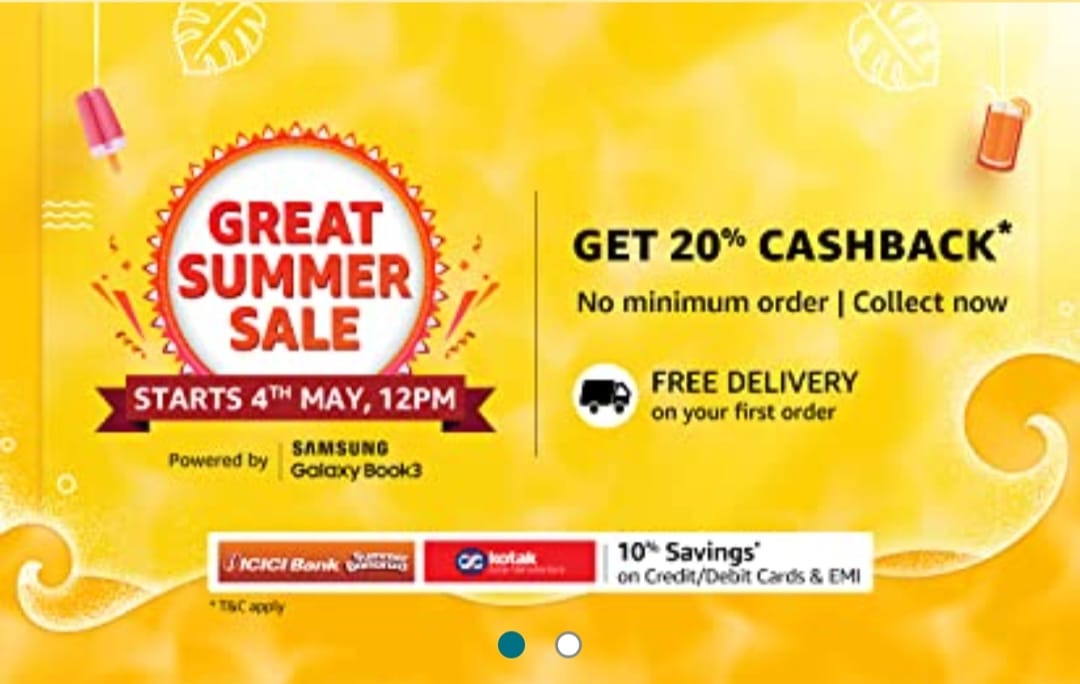 GREAT
SUMMER
SALE
STARTS 4TH MAY, 12PM
Powered by
SAMSUNG
Galaxy Book3
GET 20% CASHBACK*
No minimum order | Collect now
FREE DELIVERY
on your first order
ICICI Bank
kotak
10% Savings*
on Credit/Debit Cards & EMI
* T&C apply